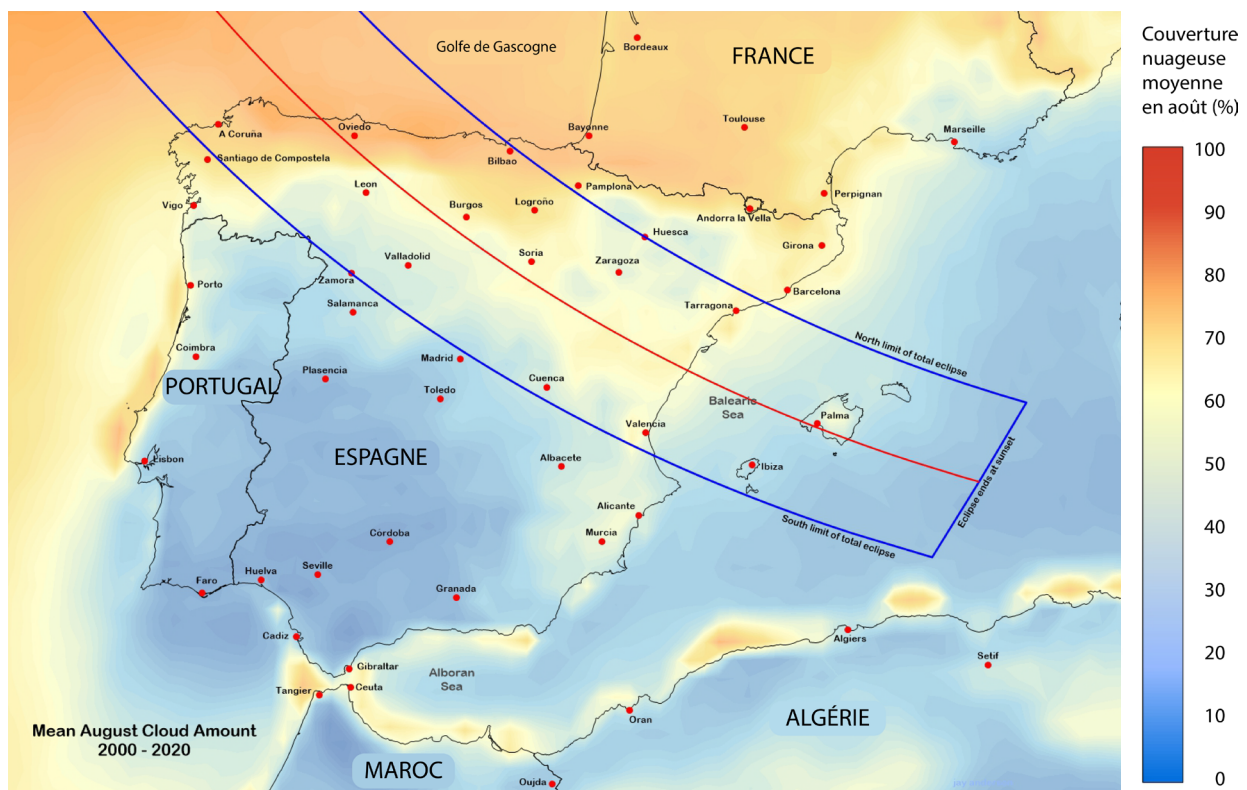 Couverture
nuageuse
moyenne
en août (%)
Golfe de Gascogne
Bordeaux
FRANCE
A Coruña
Oviedo
Bayonne
Toulouse
Marseille
Santiago de Compostela
Bilbao
Leon
Pamplona
Perpignan
Vigo
Burgos
Logroño
Andorra la Vella
Huesca
Girona
Valladolid
Soria
Zaragoza
Zamora
Porto
Barcelona
Salamanca
Tarragona
Coimbra
Madrid
North limit of total eclipse
Plasencia
PORTUGAL
Toledo
Cuenca
Balearic
Sea
Palma
Valencia
Lisbon
ESPAGNE
Albacete
Ibiza
Eclipse ends at sunset
Alicante
South limit of total eclipse
Murcia
Córdoba
Seville
Huelva
Faro
Granada
Cadiz
Algiers
Gibraltar
Alboran
Sea
Setif
Tangier
Ceuta
Oran
ALGÉRIE
Mean August Cloud Amount
2000 - 2020
MAROC
Oujda
100
90
80
70
60
50
40
30
20
10
0